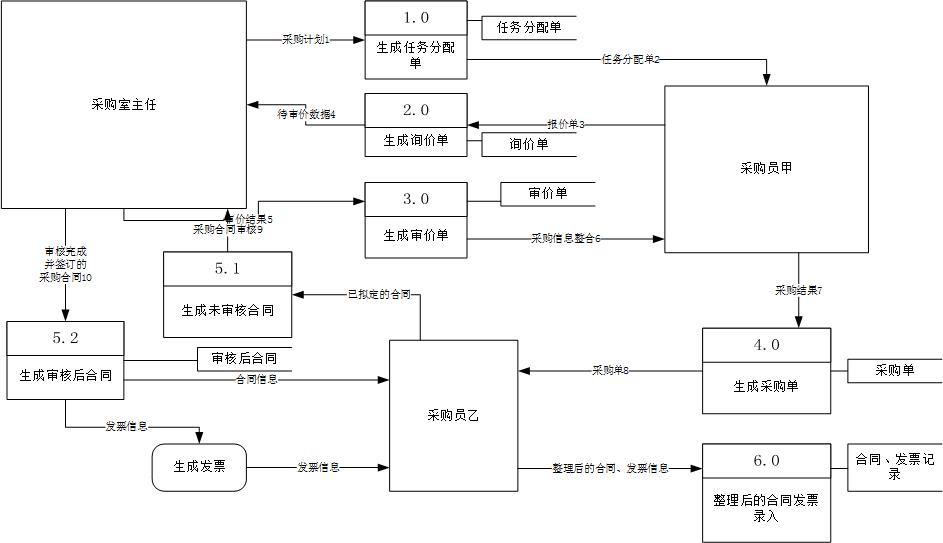 1.0
任务分配单
采购计划1
生成任务分配
单
任务分配单2
采购室主任
2.0
待审价数据4
报价单3
生成询价单
询价单
采购员甲
3.0
审价单
审价结果5
采购合同审核9
生成审价单
采购信息整合6
审核完成
并签订的
采购合同10
5.1
已拟定的合同
采购结果7
生成未审核合同
5.2
4.0
审核后合同
生成审核后合同
合同信息
采购单8
生成采购单
采购单
采购员乙
发票信息
生成发票
发票信息
整理后的合同、发票信息
6.0
合同、发票记
录
整理后的合同发票
录入